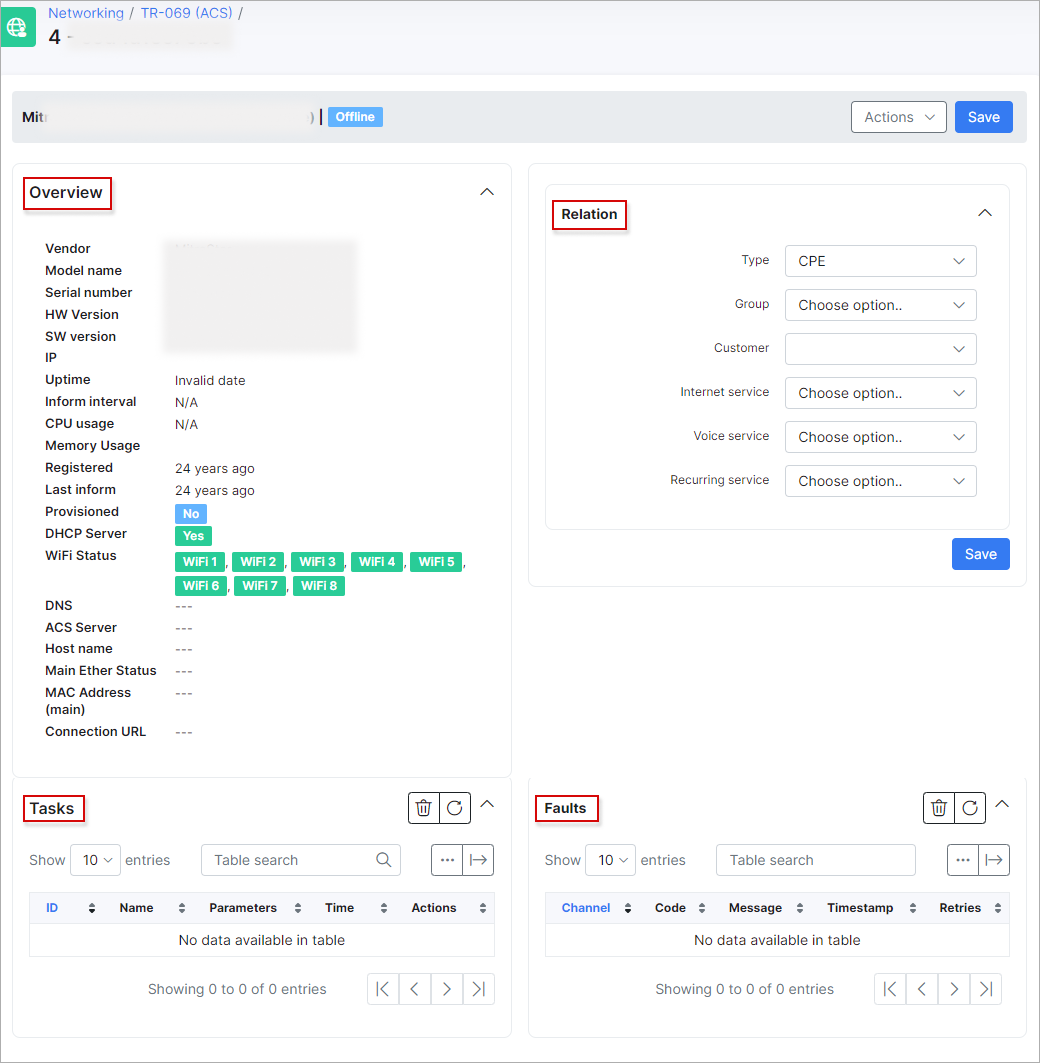 Networking / TR-069 (ACS) /
4 -
) | Offline
Actions
Save
Overview
Vendor
Model name
Serial number
HW Version
SW version
IP
Uptime Invalid date
Inform interval N/A
CPU usage N/A
Memory Usage
Registered 24 years ago
Last inform 24 years ago
Provisioned No
DHCP Server Yes
WiFi Status WiFi 1, WiFi 2, WiFi 3, WiFi 4, WiFi 5,
WiFi 6, WiFi 7, WiFi 8
DNS ---
ACS Server ---
Host name ---
Main Ether Status ---
MAC Address ---
(main)
Connection URL ---
Relation
Type CPE
Group Choose option..
Customer
Internet service Choose option..
Voice service Choose option..
Recurring service Choose option..
Save
Tasks
Show 10 entries Table search
ID Name Parameters Time Actions
No data available in table
Showing 0 to 0 of 0 entries
Faults
Show 10 entries Table search
Channel Code Message Timestamp Retries
No data available in table
Showing 0 to 0 of 0 entries